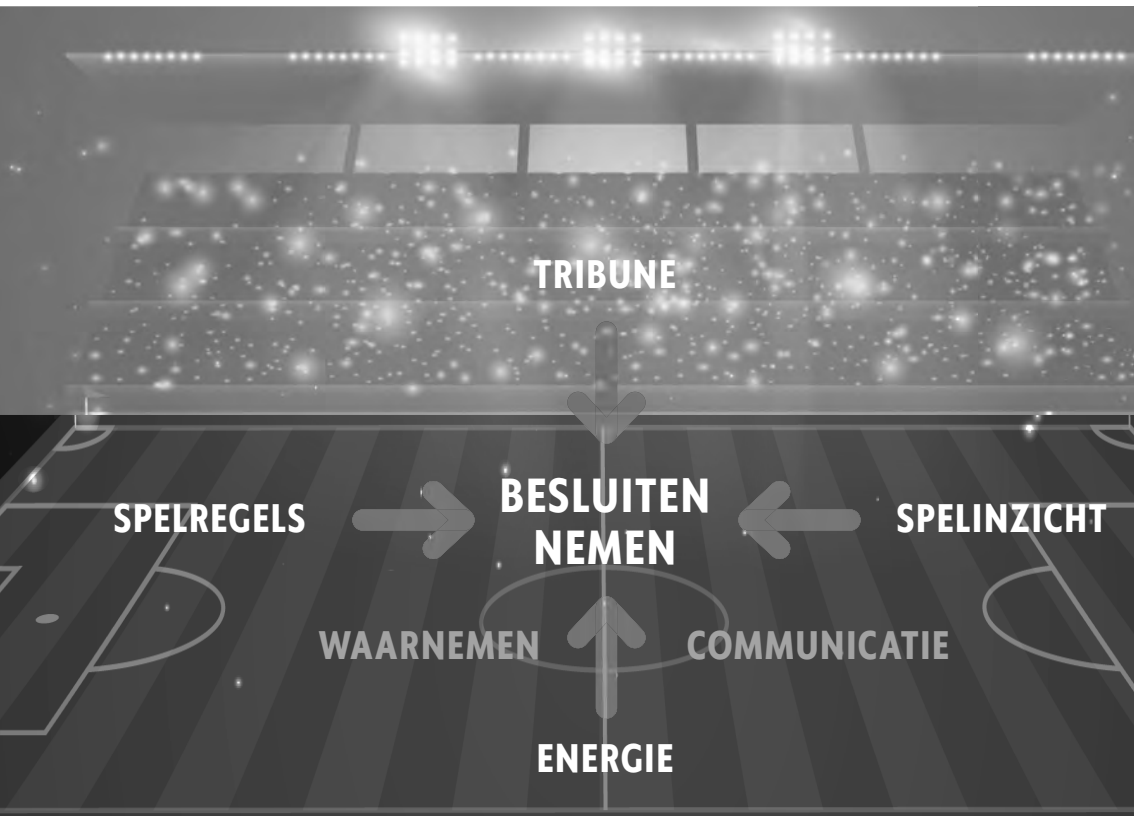 TRIBUNE
SPELREGELS
BESLUITEN
NEMEN
SPELINZICHT
WAARNEMEN
COMMUNICATIE
ENERGIE